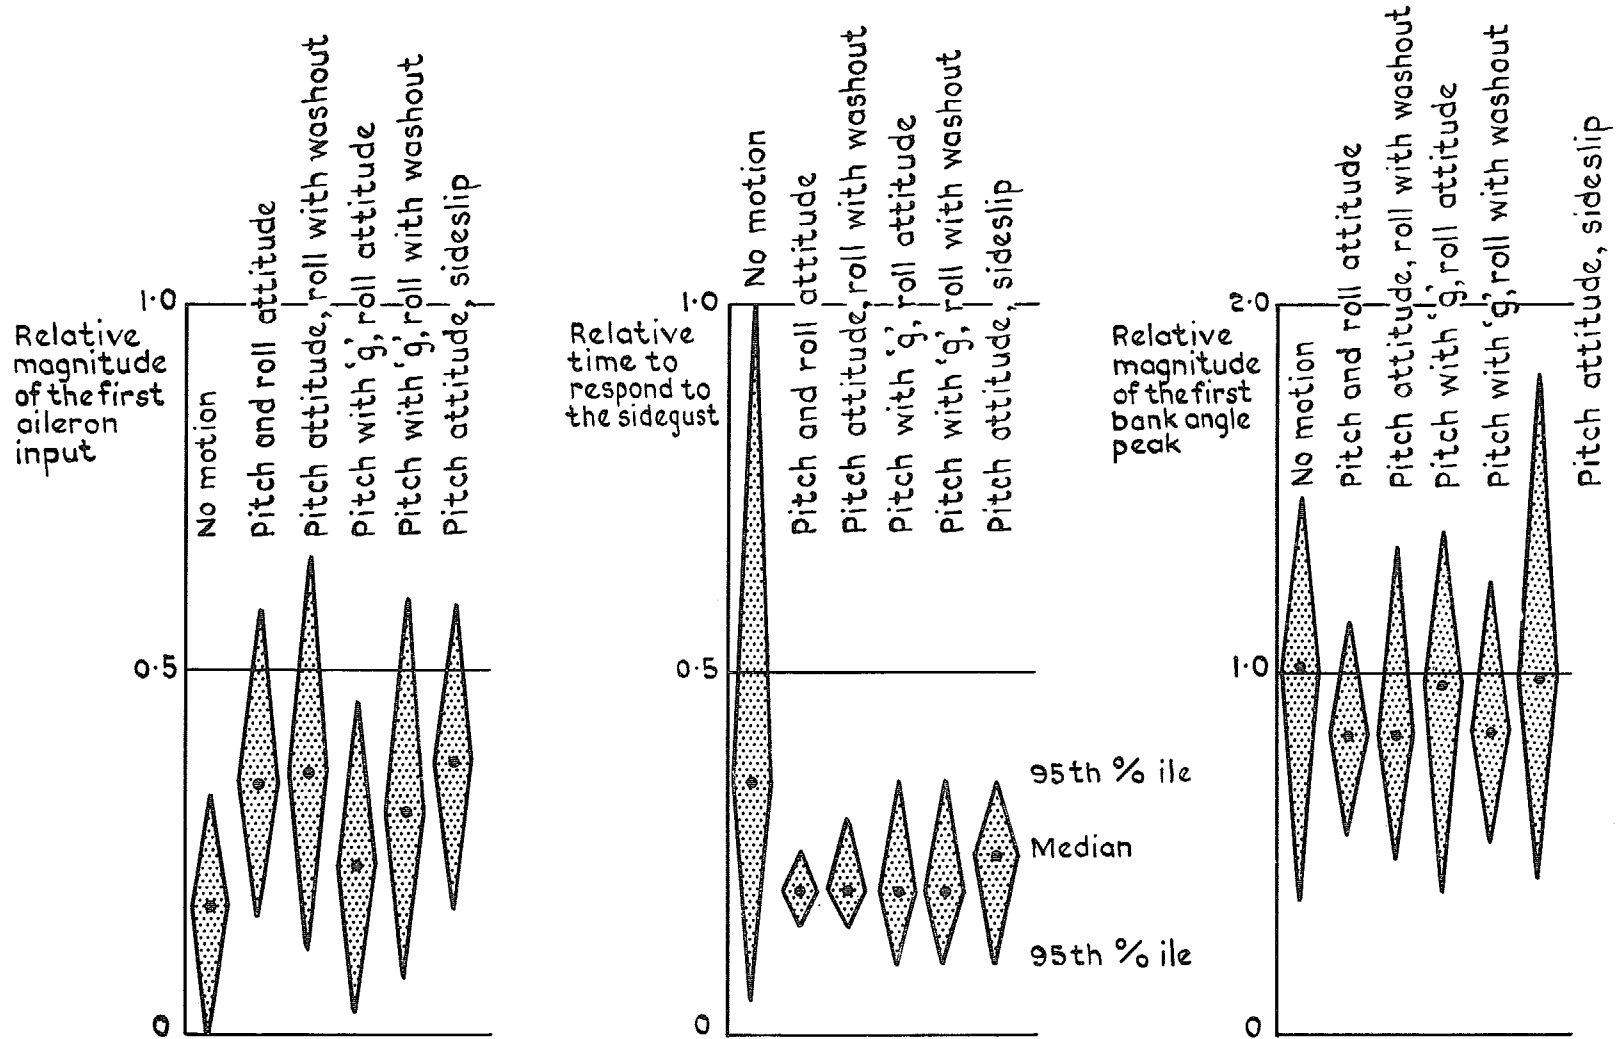 1.0
Relative
magnitude
of the first
aileron
input
0.5
0
No motion
Pitch and roll attitude
Pitch attitude, roll with washout
Pitch with 'g', roll attitude
Pitch with 'g', roll with washout
Pitch attitude, sideslip
1.0
Relative
time to
respond to
the sidegust
0.5
0
No motion
Pitch and roll attitude
Pitch attitude, roll with washout
Pitch with 'g', roll attitude
Pitch with 'g', roll with washout
Pitch attitude, sideslip
95th % ile
Median
95th % ile
2.0
Relative
magnitude
of the first
bank angle
peak
1.0
0
No motion
Pitch and roll attitude
Pitch attitude, roll with washout
Pitch with 'g', roll attitude
Pitch with 'g', roll with washout
Pitch attitude, sideslip